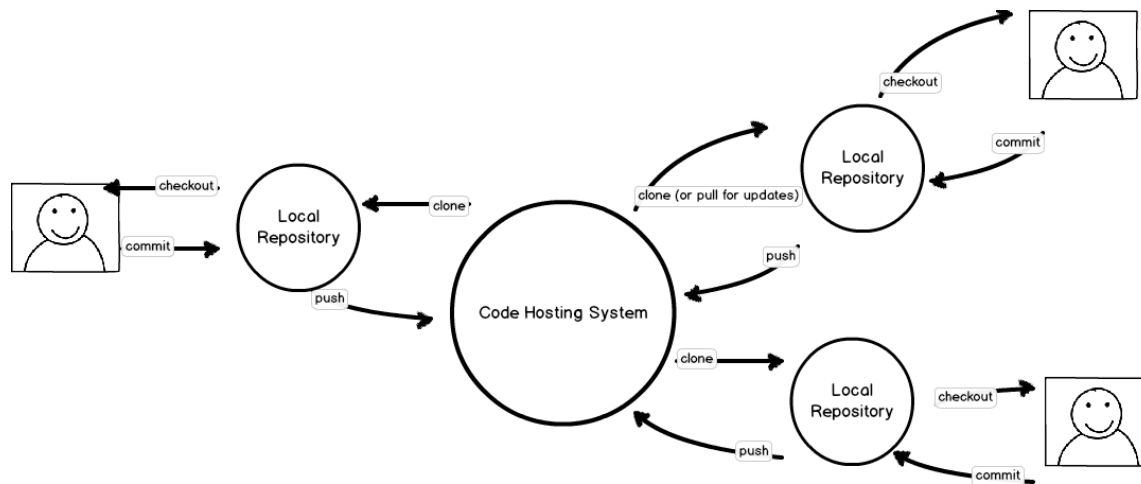 checkout
commit
Local
Repository
clone
push
Code Hosting System
clone (or pull for updates)
push
Local
Repository
checkout
commit
clone
push
Local
Repository
checkout
commit